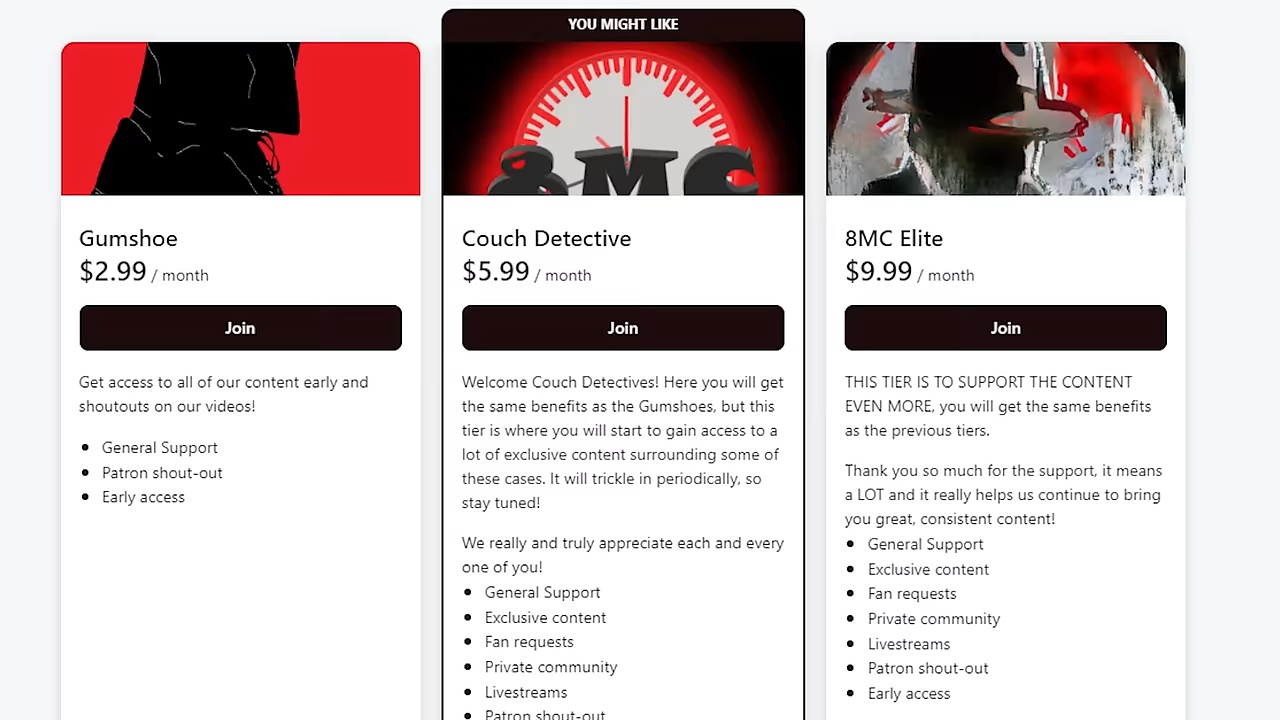 Gumshoe
$2.99 / month
Join
Get access to all of our content early and
shoutouts on our videos!
General Support
Patron shout-out
Early access
YOU MIGHT LIKE
8MC
Couch Detective
$5.99 / month
Join
Welcome Couch Detectives! Here you will get
the same benefits as the Gumshoes, but this
tier is where you will start to gain access to a
lot of exclusive content surrounding some of
these cases. It will trickle in periodically, so
stay tuned!
We really and truly appreciate each and every
one of you!
General Support
Exclusive content
Fan requests
Private community
Livestreams
Patron shout-out
8MC Elite
$9.99 / month
Join
THIS TIER IS TO SUPPORT THE CONTENT
EVEN MORE, you will get the same benefits
as the previous tiers.
Thank you so much for the support, it means
a LOT and it really helps us continue to bring
you great, consistent content!
General Support
Exclusive content
Fan requests
Private community
Livestreams
Patron shout-out
Early access